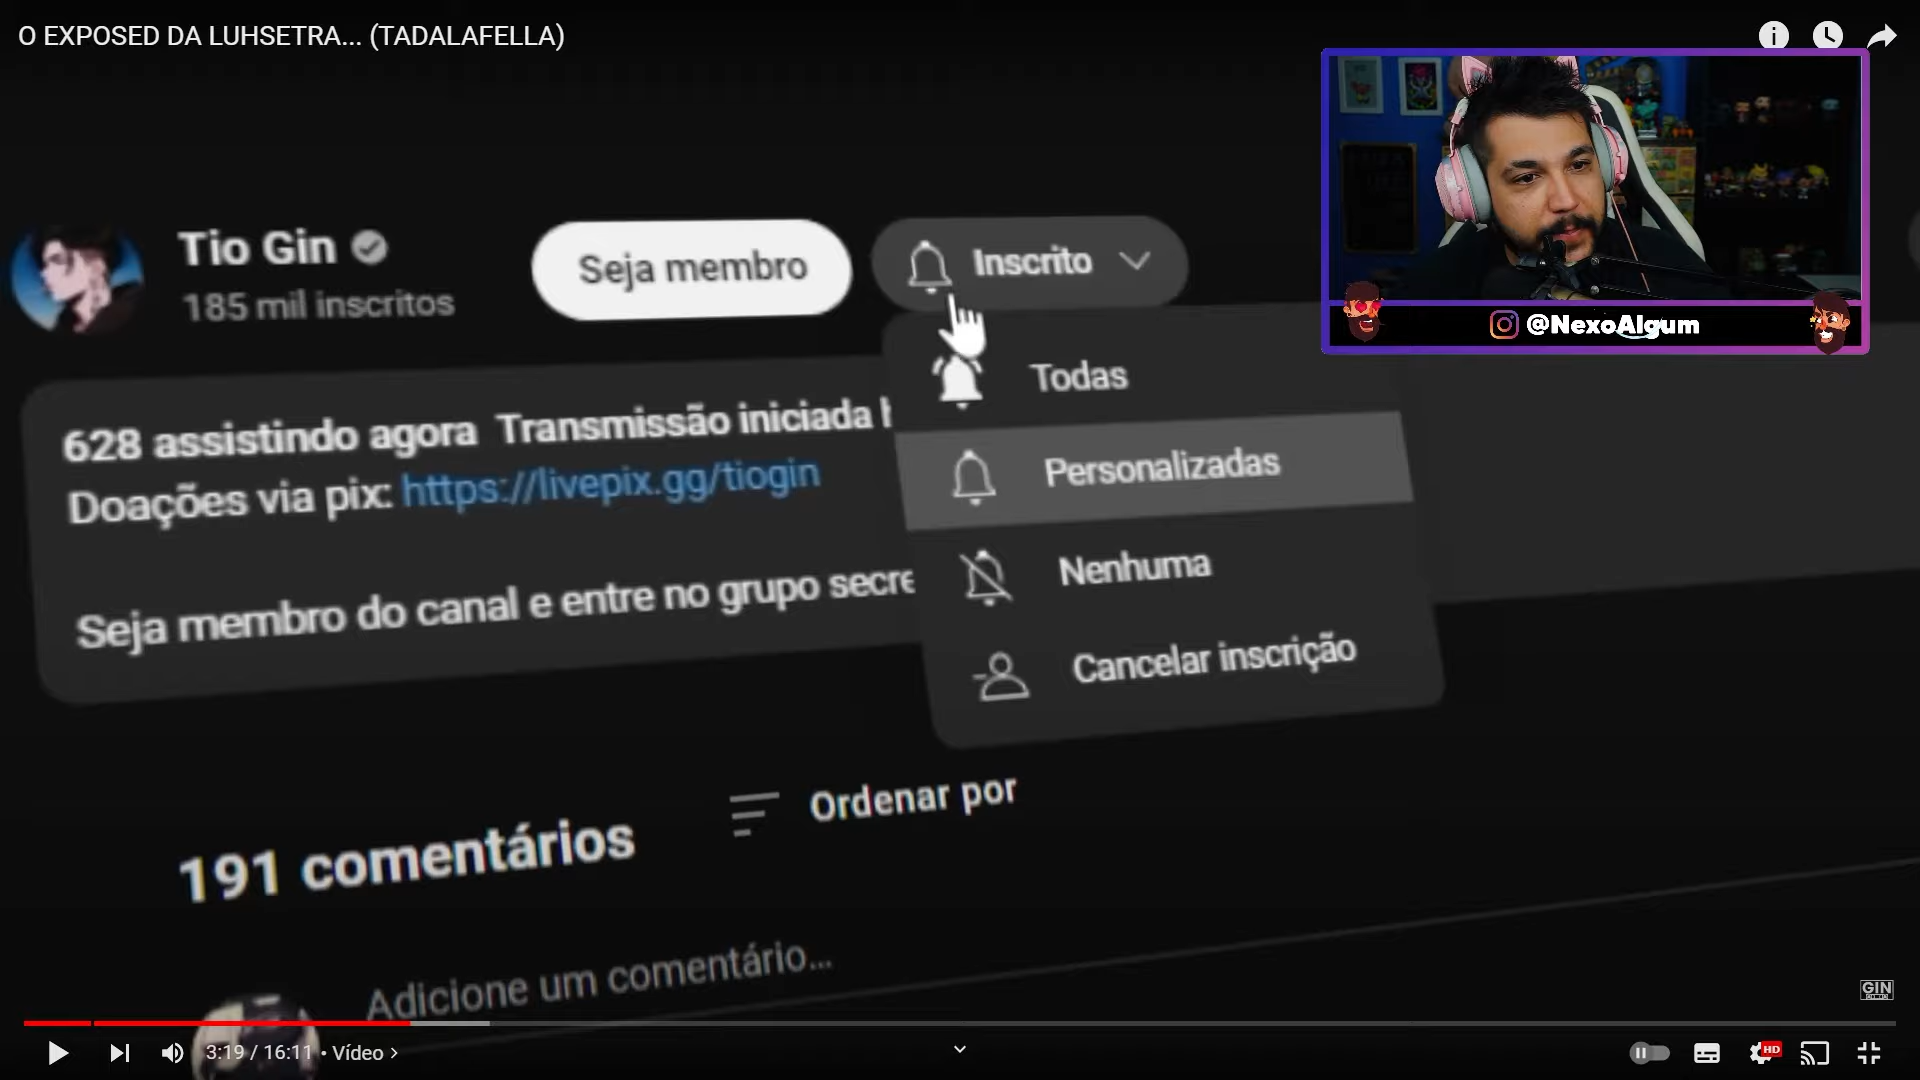 O EXPOSED DA LUHSETRA... (TADALAFELLA)
@NexoAlgum
Tio Gin
185 mil inscritos
Seja membro
Inscrito
Todas
Personalizadas
Nenhuma
Cancelar inscrição
628 assistindo agora Transmissão iniciada
Doações via pix: https://livepix.gg/tiogin
Seja membro do canal e entre no grupo secre
191 comentários
Ordenar por
Adicione um comentário...
GIN
3:19 / 16:11 • Vídeo
HD